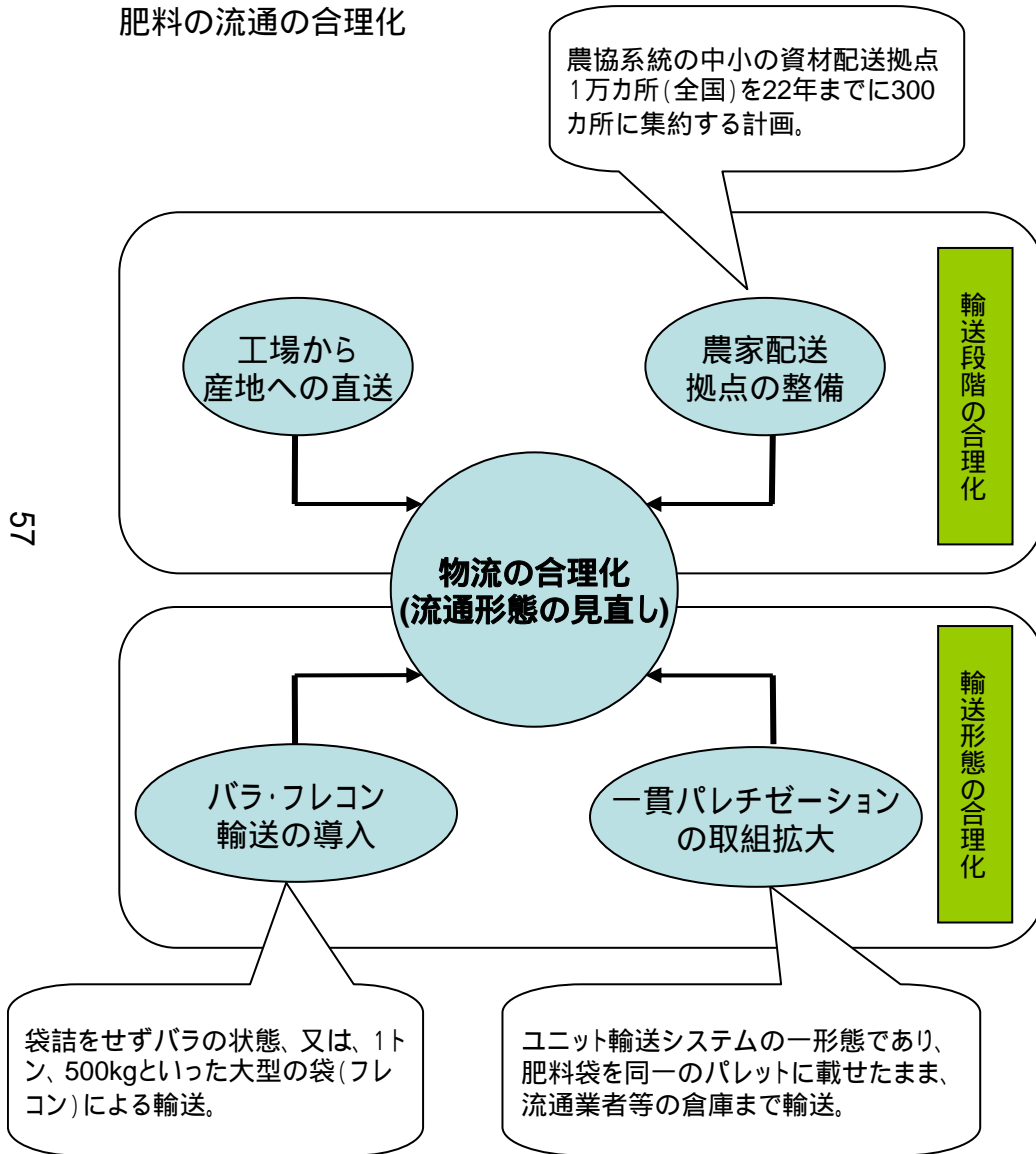 肥料の流通の合理化
農協系統の中小の資材配送拠点
1万カ所(全国)を22年までに300
カ所に集約する計画。
輸送段階の合理化
工場から
産地への直送
農家配送
拠点の整備
57
物流の合理化
(流通形態の見直し)
輸送形態の合理化
バラ・フレコン
輸送の導入
一貫パレチゼーション
の取組拡大
袋詰をせずバラの状態、又は、1ト
ン、500kgといった大型の袋(フレ
コン)による輸送。
ユニット輸送システムの一形態であり、
肥料袋を同一のパレットに載せたまま、
流通業者等の倉庫まで輸送。